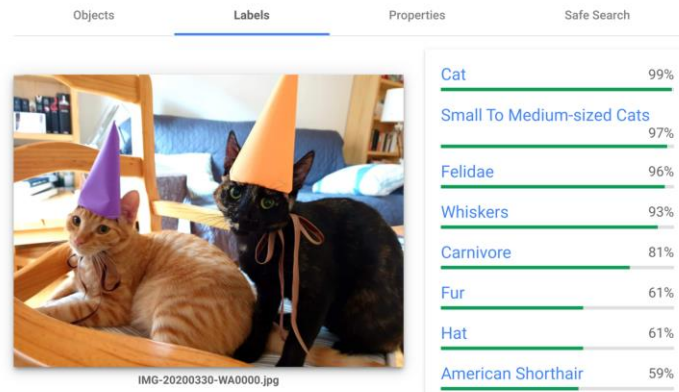 Objects Labels Properties Safe Search
Cat 99%
Small To Medium-sized Cats
97%
Felidae 96%
Whiskers 93%
Carnivore 81%
Fur 61%
Hat 61%
American Shorthair 59%
IMG-20200330-WA0000.jpg